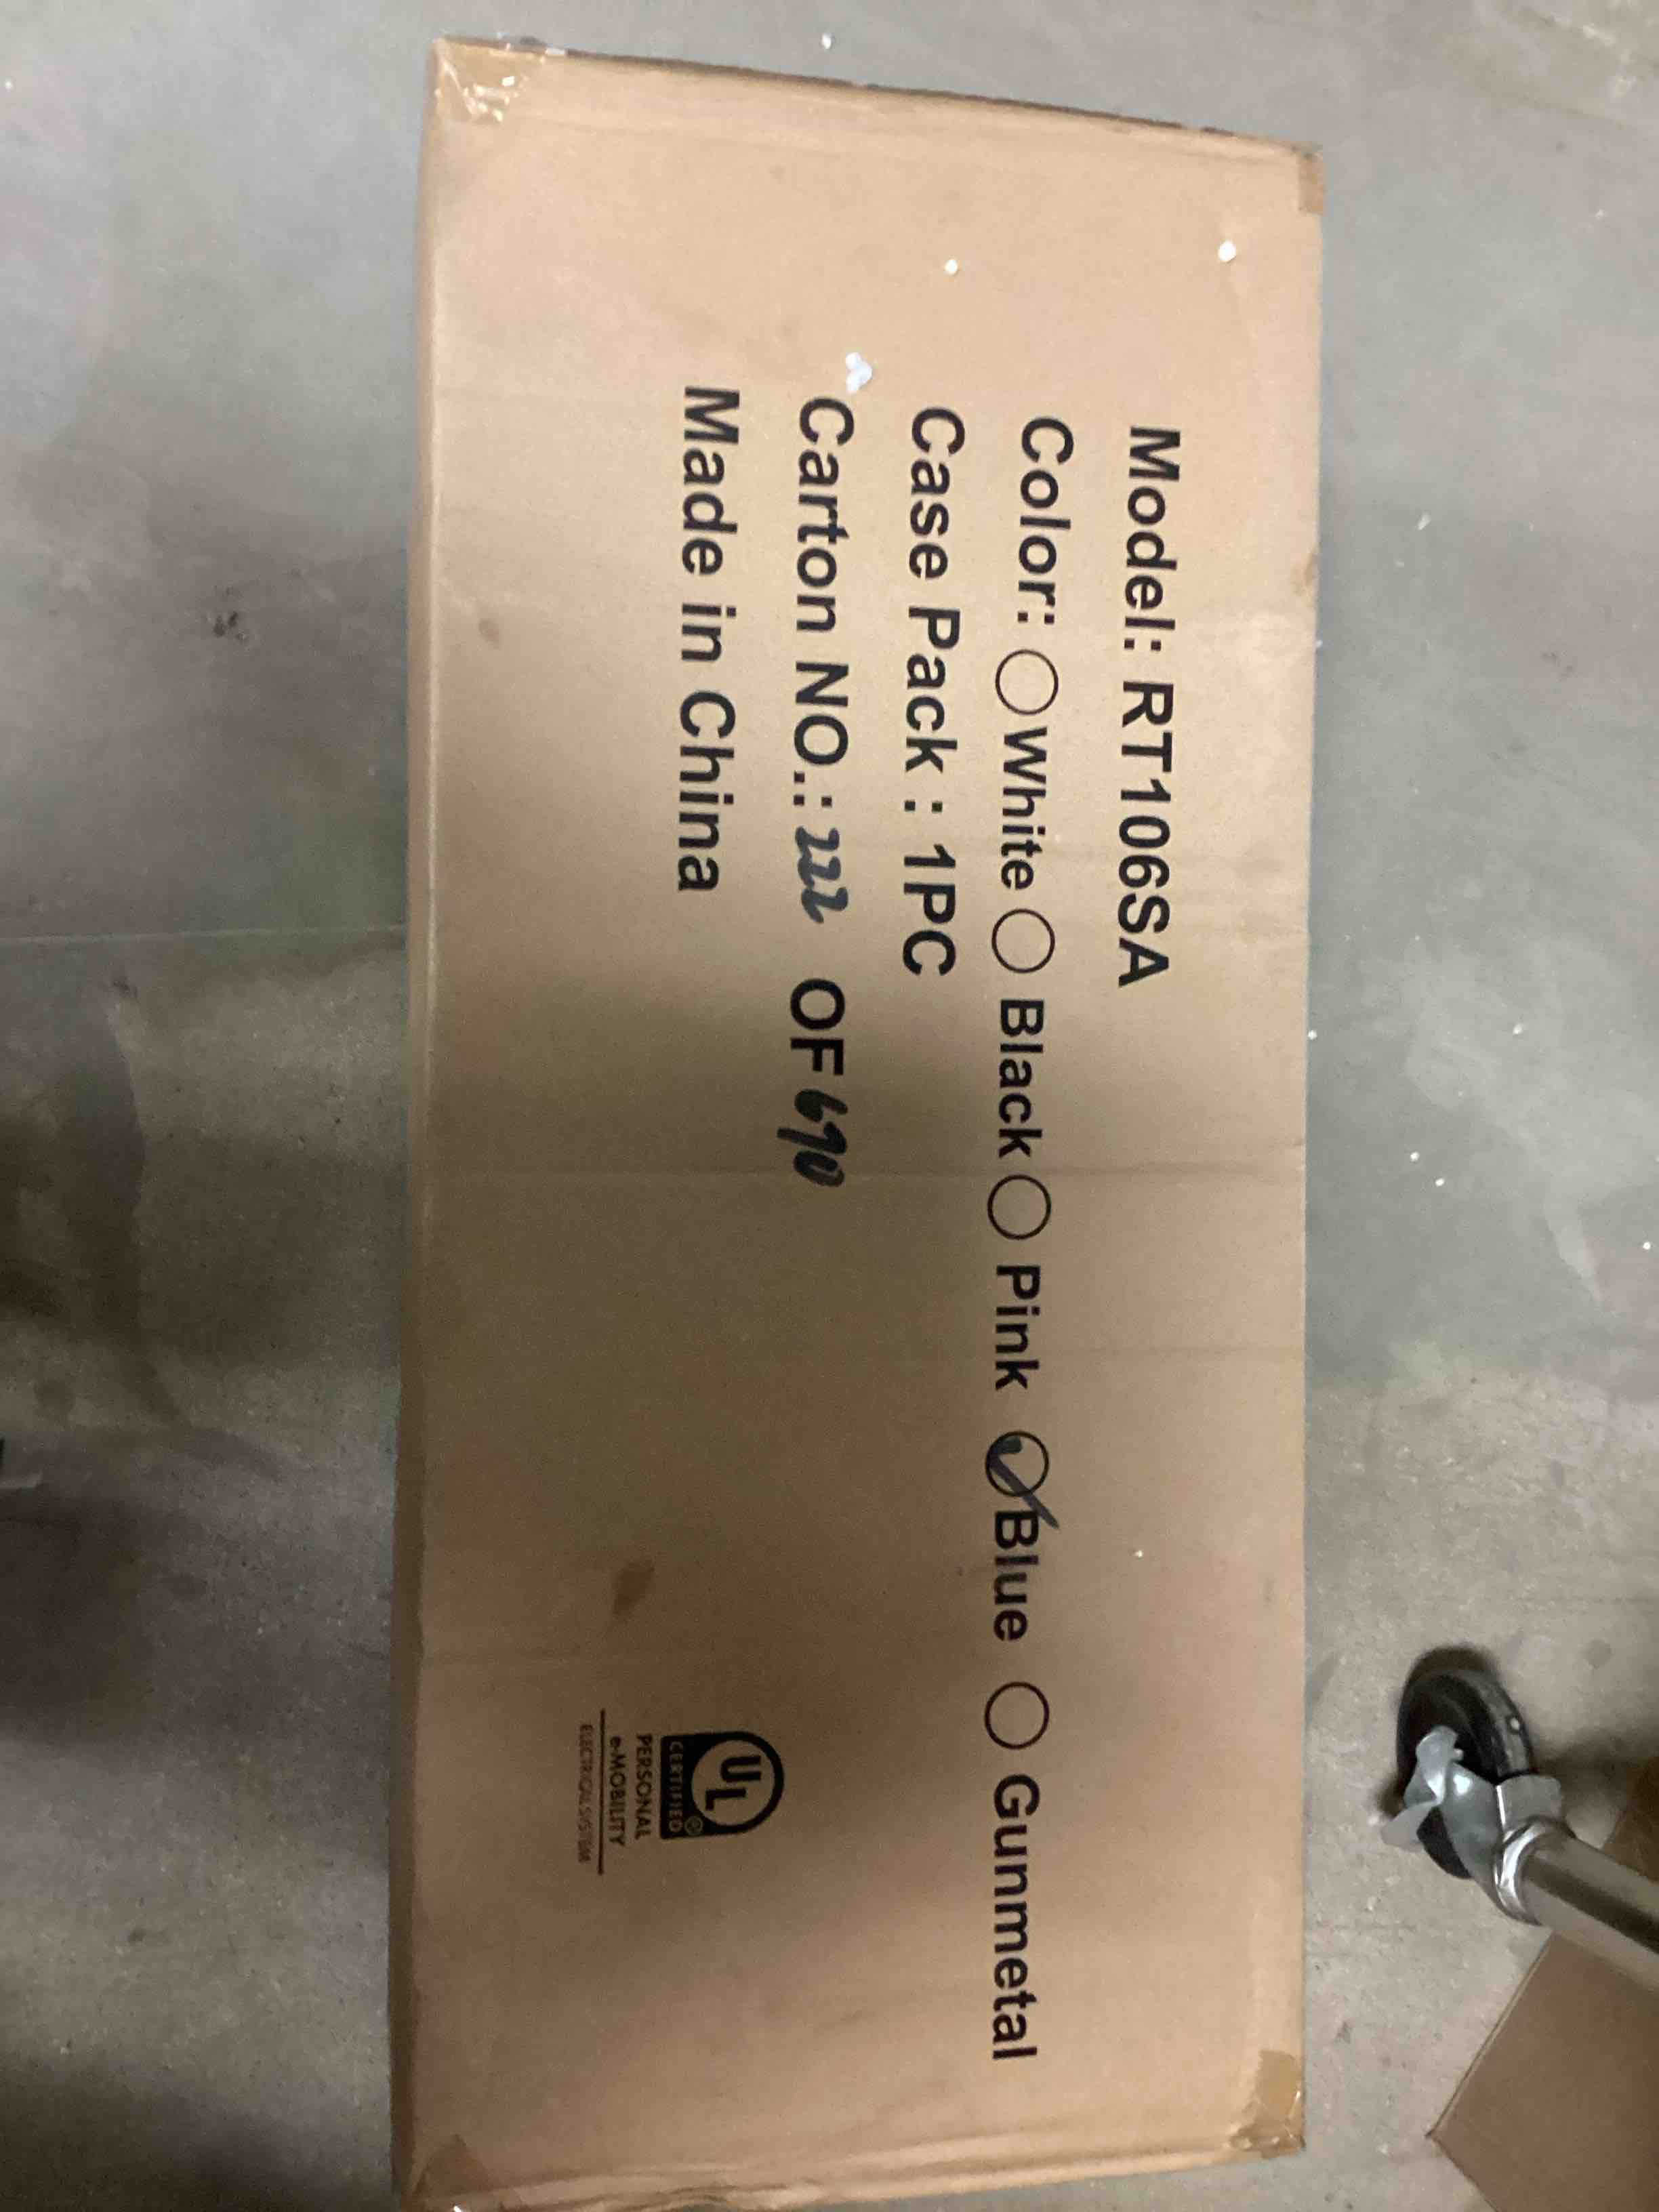 Model: RT106SA
Color: ○White ○ Black ○ Pink ✓Blue ○ Gunmetal
Case Pack : 1PC
Carton NO.: 222 OF 690
Made in China
UL
CERTIFIED ®
PERSONAL
e-MOBILITY
ELECTRICAL SYSTEM